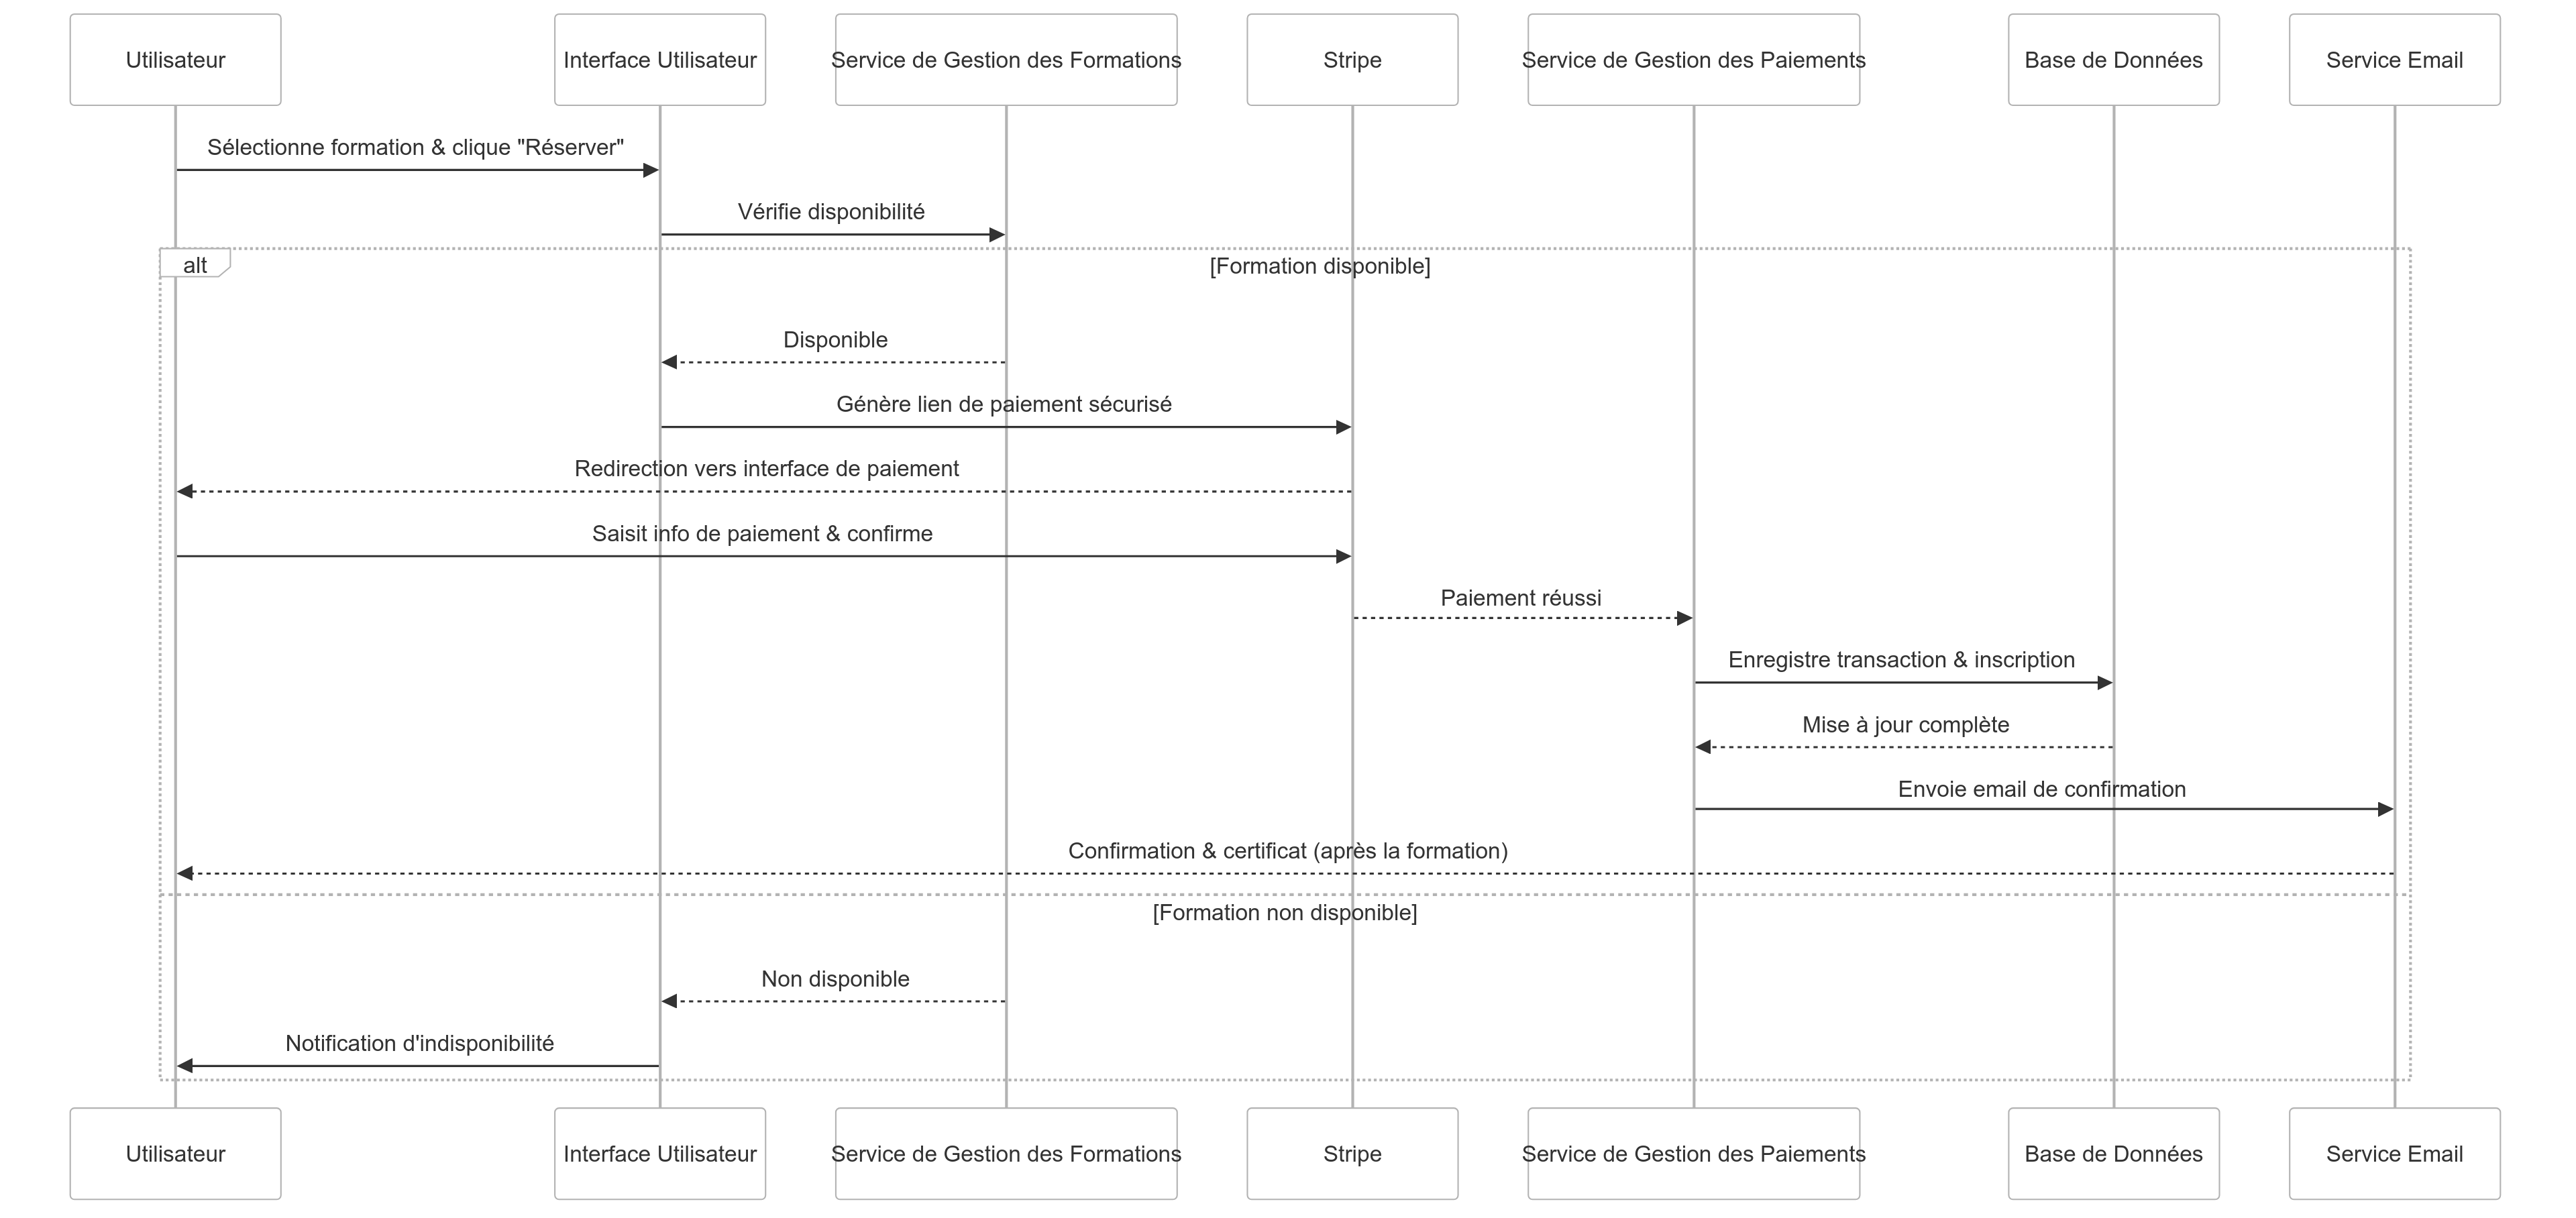 Utilisateur
Interface Utilisateur
Service de Gestion des Formations
Stripe
Service de Gestion des Paiements
Base de Données
Service Email
Sélectionne formation & clique "Réserver"
Vérifie disponibilité
alt
[Formation disponible]
Disponible
Génère lien de paiement sécurisé
Redirection vers interface de paiement
Saisit info de paiement & confirme
Paiement réussi
Enregistre transaction & inscription
Mise à jour complète
Envoie email de confirmation
Confirmation & certificat (après la formation)
[Formation non disponible]
Non disponible
Notification d'indisponibilité
Utilisateur
Interface Utilisateur
Service de Gestion des Formations
Stripe
Service de Gestion des Paiements
Base de Données
Service Email